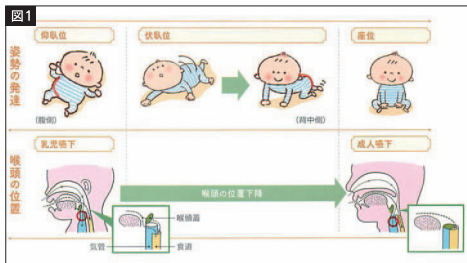 図1
姿勢の発達
仰臥位
伏臥位
座位
(腹側)
(背中側)
喉頭の位置
乳児嚥下
成人嚥下
喉頭の位置下降
喉頭蓋
気管
食道